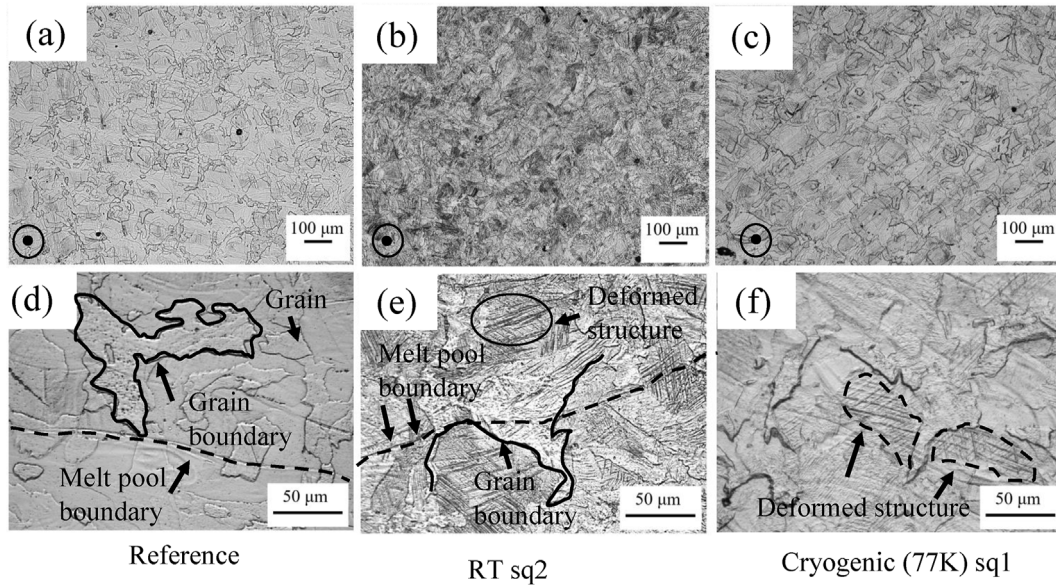 (a)
(b)
(c)
100 μm
100 μm
100 μm
(d)
Grain
Grain
boundary
Melt pool
boundary
50 μm
(e)
Deformed
structure
Melt pool
boundary
Grain
boundary
50 μm
(f)
Deformed structure
50 μm
Reference
RT sq2
Cryogenic (77K) sq1